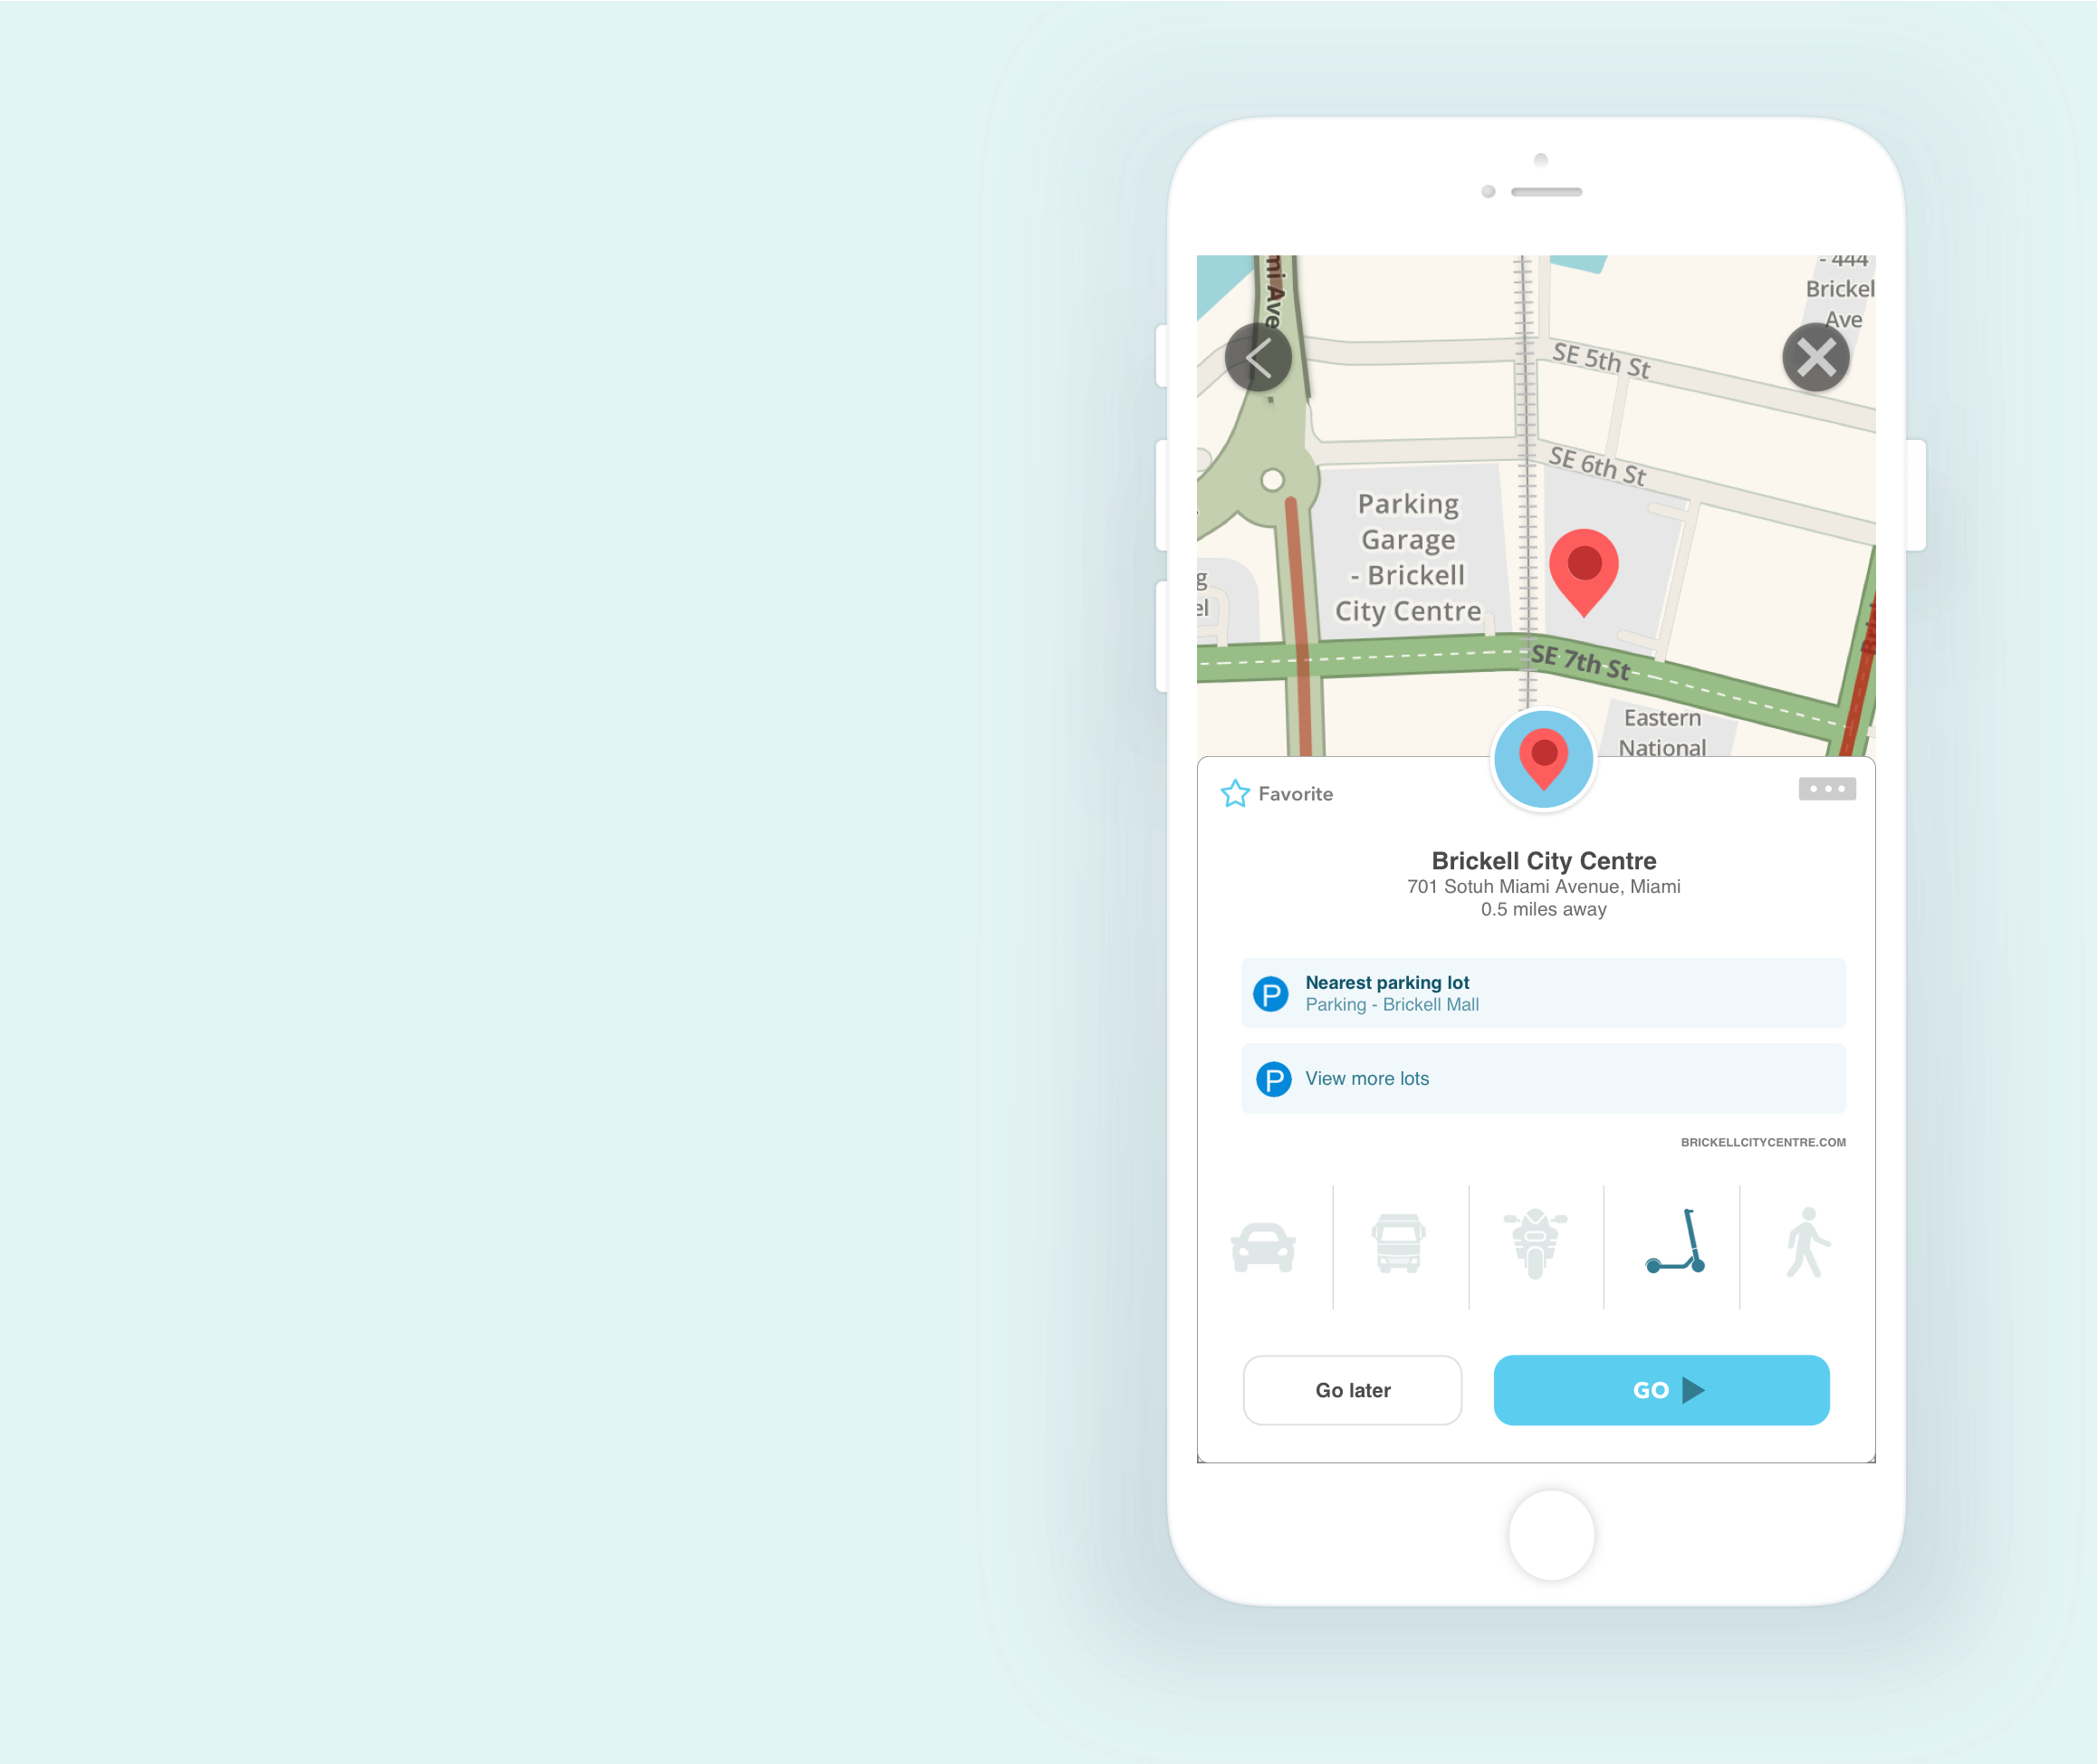 mi Ave
- 444
Brickel
Ave
SE 5th St
SE 6th St
Parking
Garage
- Brickell
City Centre
g
el
SE 7th St
Eastern
National
Favorite
Brickell City Centre
701 Sotuh Miami Avenue, Miami
0.5 miles away
P
Nearest parking lot
Parking - Brickell Mall
P
View more lots
BRICKELLCITYCENTRE.COM
Go later
GO